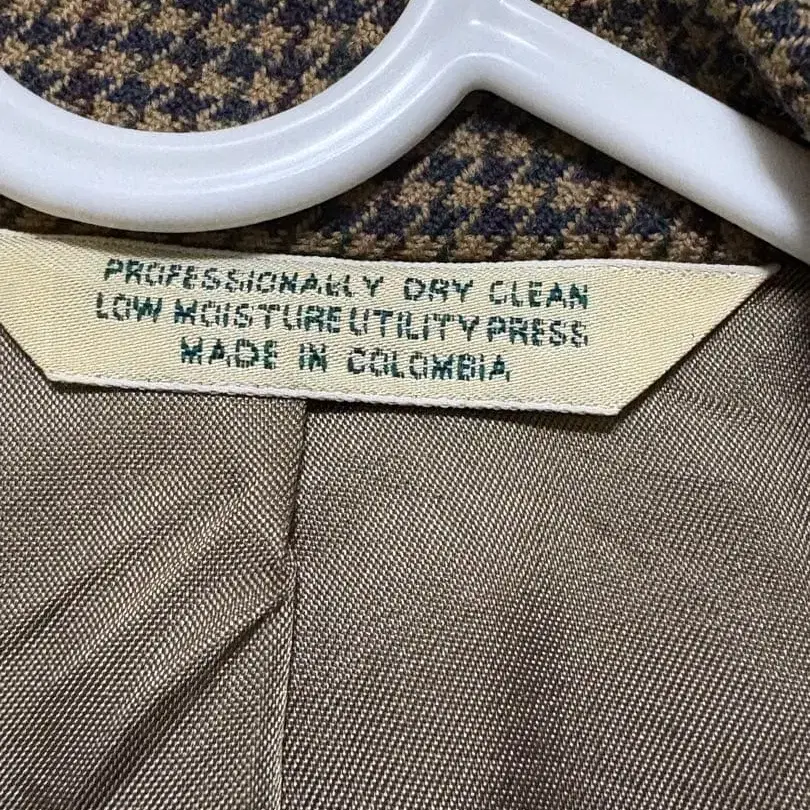 PROFESSIONALLY DRY CLEAN
LOW MOISTURE UTILITY PRESS
MADE IN COLOMBIA